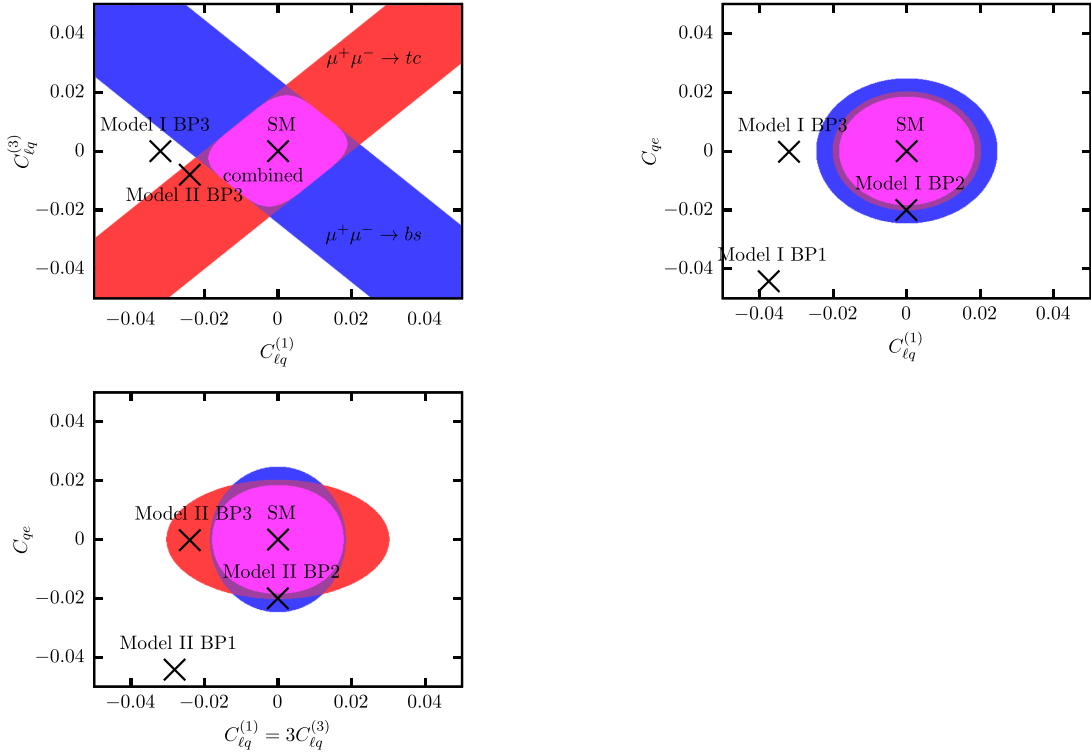 0.04
0.02
0
−0.02
−0.04
C_{ℓq}^{(3)}
μ⁺μ⁻ → tc
Model I BP3
SM
combined
Model II BP3
μ⁺μ⁻ → bs
−0.04 −0.02 0 0.02 0.04
C_{ℓq}^{(1)}
0.04
0.02
0
−0.02
−0.04
C_{qe}
Model I BP3
SM
Model I BP2
Model I BP1
−0.04 −0.02 0 0.02 0.04
C_{ℓq}^{(1)}
0.04
0.02
0
−0.02
−0.04
C_{qe}
Model II BP3
SM
Model II BP2
Model II BP1
−0.04 −0.02 0 0.02 0.04
C_{ℓq}^{(1)} = 3C_{ℓq}^{(3)}